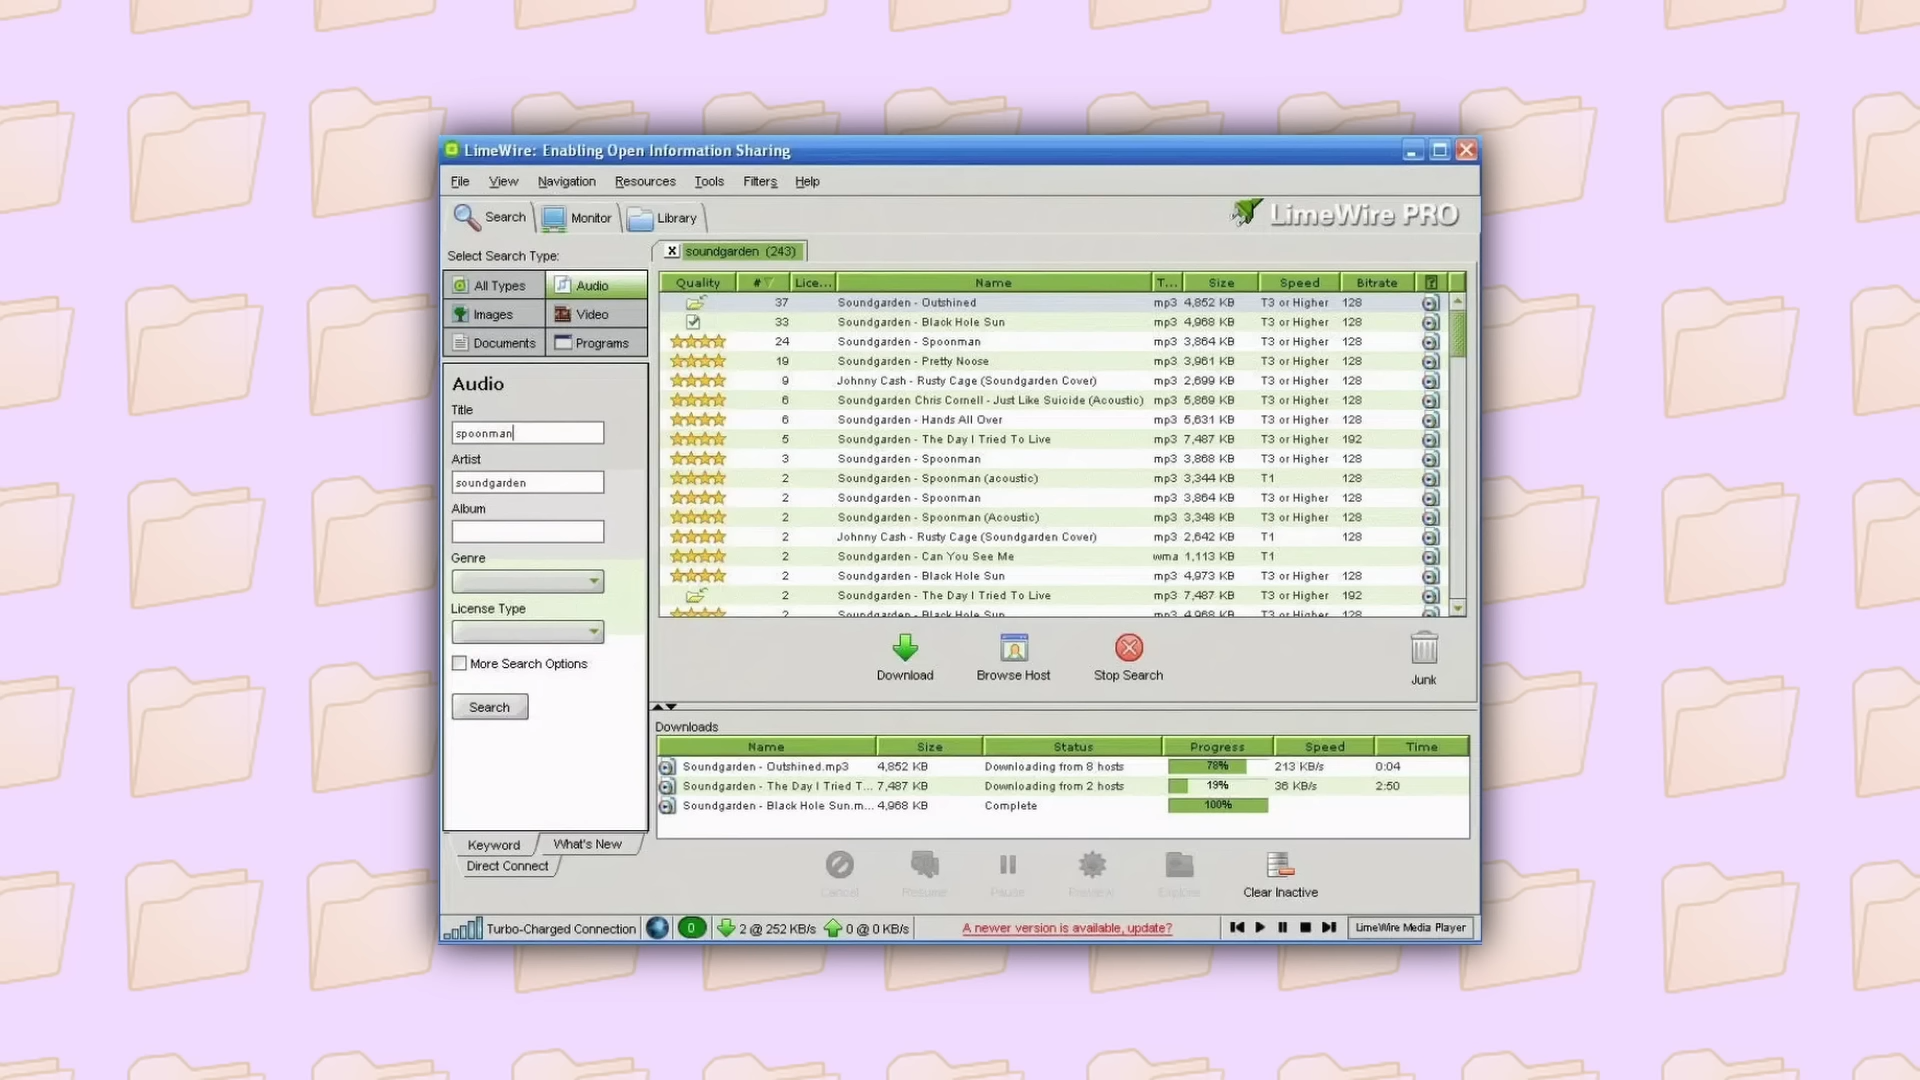 LimeWire: Enabling Open Information Sharing
File View Navigation Resources Tools Filters Help
Search Monitor Library LimeWire PRO
Select Search Type:
All Types Audio
Images Video
Documents Programs
Audio
Title
spoonman
Artist
soundgarden
Album
Genre
License Type
More Search Options
Search
Keyword What's New
Direct Connect
soundgarden (243)
Quality # Lice... Name T... Size Speed Bitrate
37 Soundgarden - Outshined mp3 4,852 KB T3 or Higher 128
33 Soundgarden - Black Hole Sun mp3 4,968 KB T3 or Higher 128
24 Soundgarden - Spoonman mp3 3,864 KB T3 or Higher 128
19 Soundgarden - Pretty Noose mp3 3,961 KB T3 or Higher 128
9 Johnny Cash - Rusty Cage (Soundgarden Cover) mp3 2,699 KB T3 or Higher 128
6 Soundgarden Chris Cornell - Just Like Suicide (Acoustic) mp3 5,869 KB T3 or Higher 128
6 Soundgarden - Hands All Over mp3 5,631 KB T3 or Higher 128
5 Soundgarden - The Day I Tried To Live mp3 7,487 KB T3 or Higher 192
3 Soundgarden - Spoonman mp3 3,868 KB T3 or Higher 128
2 Soundgarden - Spoonman (acoustic) mp3 3,344 KB T1 128
2 Soundgarden - Spoonman mp3 3,864 KB T3 or Higher 128
2 Soundgarden - Spoonman (Acoustic) mp3 3,348 KB T3 or Higher 128
2 Johnny Cash - Rusty Cage (Soundgarden Cover) mp3 2,642 KB T1 128
2 Soundgarden - Can You See Me wma 1,113 KB T1
2 Soundgarden - Black Hole Sun mp3 4,973 KB T3 or Higher 128
2 Soundgarden - The Day I Tried To Live mp3 7,487 KB T3 or Higher 192
2 Soundgarden - Black Hole Sun mp3 4,968 KB T3 or Higher 128
Download Browse Host Stop Search Junk
Downloads
Name Size Status Progress Speed Time
Soundgarden - Outshined.mp3 4,852 KB Downloading from 8 hosts 78% 213 KB/s 0:04
Soundgarden - The Day I Tried T... 7,487 KB Downloading from 2 hosts 19% 36 KB/s 2:50
Soundgarden - Black Hole Sun.m... 4,968 KB Complete 100%
Cancel Resume Pause Preview Explore Clear Inactive
Turbo-Charged Connection 0 2 @ 252 KB/s 0 @ 0 KB/s A newer version is available, update? LimeWire Media Player